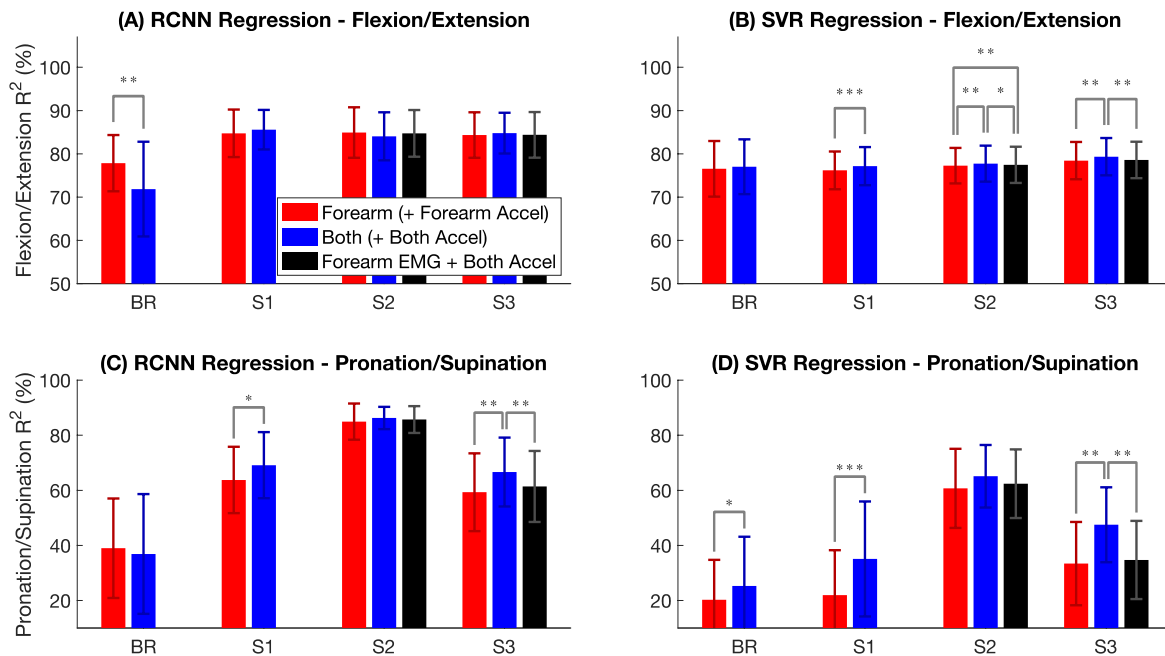 (A) RCNN Regression - Flexion/Extension
Flexion/Extension R² (%)
100
90
80
70
60
50
**
BR
S1
S2
S3
Forearm (+ Forearm Accel)
Both (+ Both Accel)
Forearm EMG + Both Accel
(B) SVR Regression - Flexion/Extension
100
90
80
70
60
50
***
**
**
*
**
**
BR
S1
S2
S3
(C) RCNN Regression - Pronation/Supination
Pronation/Supination R² (%)
100
80
60
40
20
*
**
**
BR
S1
S2
S3
(D) SVR Regression - Pronation/Supination
100
80
60
40
20
*
***
**
**
BR
S1
S2
S3